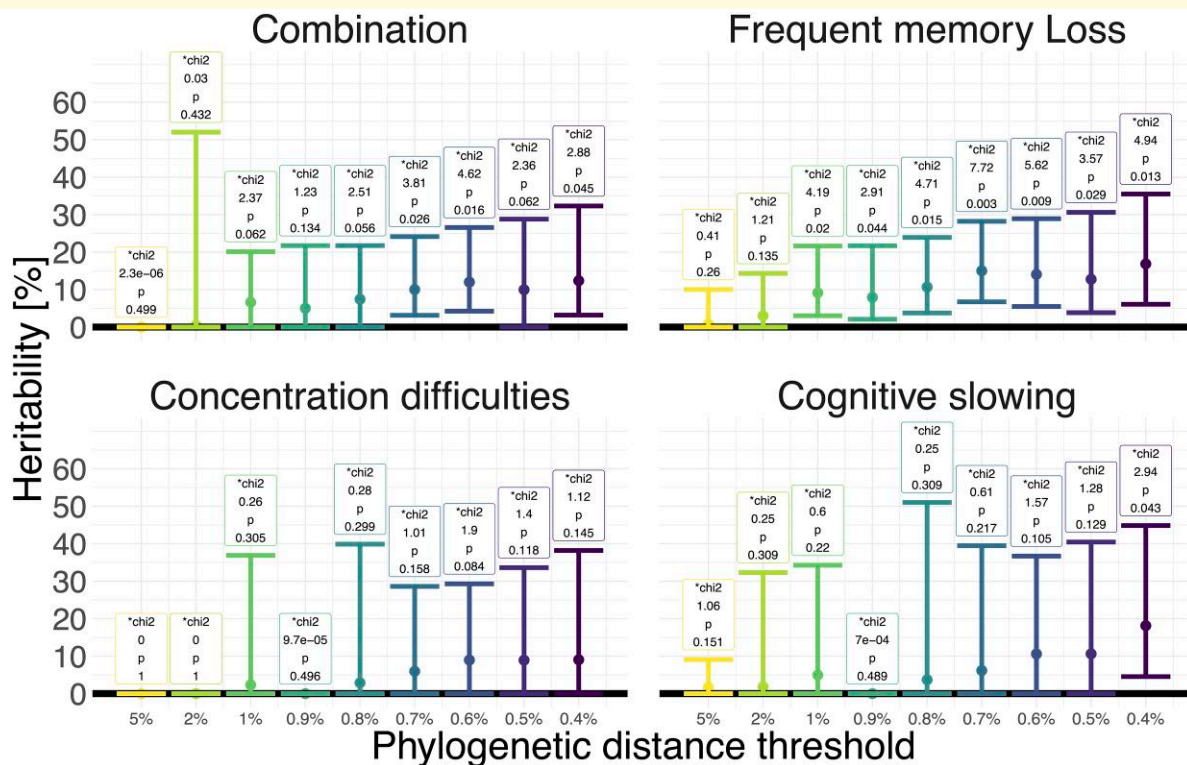 Combination
Frequent memory Loss
Heritability [%]
60
50
40
30
20
10
0
*chi2
2.3e-06
p
0.499
*chi2
0.03
p
0.432
*chi2
2.37
p
0.062
*chi2
1.23
p
0.134
*chi2
2.51
p
0.056
*chi2
3.81
p
0.026
*chi2
4.62
p
0.016
*chi2
2.36
p
0.062
*chi2
2.88
p
0.045
*chi2
0.41
p
0.26
*chi2
1.21
p
0.135
*chi2
4.19
p
0.02
*chi2
2.91
p
0.044
*chi2
4.71
p
0.015
*chi2
7.72
p
0.003
*chi2
5.62
p
0.009
*chi2
3.57
p
0.029
*chi2
4.94
p
0.013
Concentration difficulties
Cognitive slowing
60
50
40
30
20
10
0
*chi2
0
p
1
*chi2
0
p
1
*chi2
0.26
p
0.305
*chi2
9.7e-05
p
0.496
*chi2
0.28
p
0.299
*chi2
1.01
p
0.158
*chi2
1.9
p
0.084
*chi2
1.4
p
0.118
*chi2
1.12
p
0.145
*chi2
1.06
p
0.151
*chi2
0.25
p
0.309
*chi2
0.6
p
0.22
*chi2
7e-04
p
0.489
*chi2
0.25
p
0.309
*chi2
0.61
p
0.217
*chi2
1.57
p
0.105
*chi2
1.28
p
0.129
*chi2
2.94
p
0.043
5% 2% 1% 0.9% 0.8% 0.7% 0.6% 0.5% 0.4%
5% 2% 1% 0.9% 0.8% 0.7% 0.6% 0.5% 0.4%
Phylogenetic distance threshold